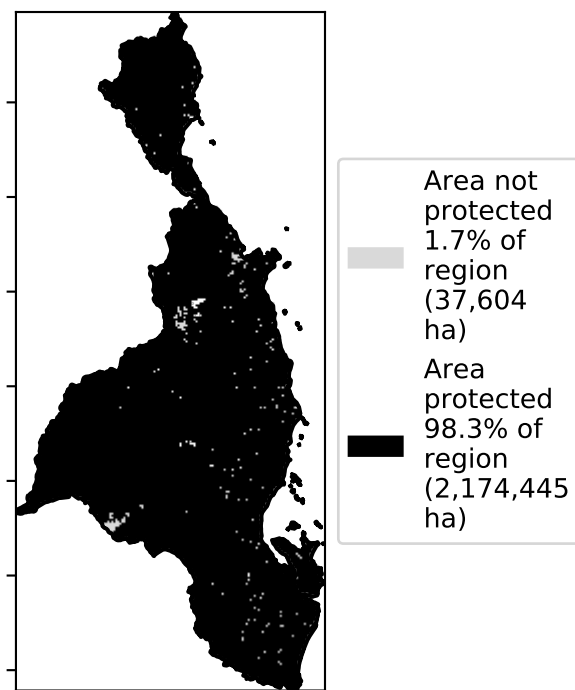 Area not
protected
1.7% of
region
(37,604
ha)
Area
protected
98.3% of
region
(2,174,445
ha)